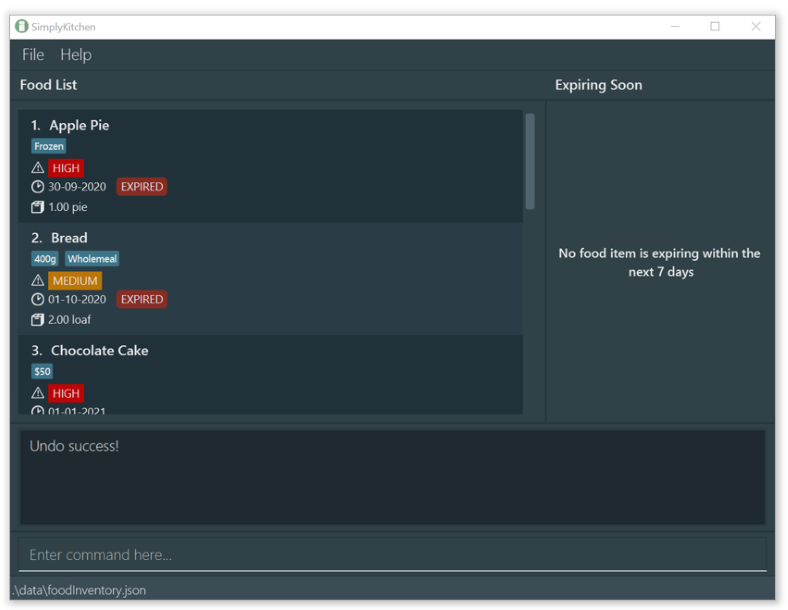 SimplyKitchen
File Help
Food List
Expiring Soon
1. Apple Pie
Frozen
HIGH
30-09-2020 EXPIRED
1.00 pie
2. Bread
400g Wholemeal
MEDIUM
01-10-2020 EXPIRED
2.00 loaf
3. Chocolate Cake
$50
HIGH
01-01-2021
No food item is expiring within the
next 7 days
Undo success!
Enter command here...
.\data\foodInventory.json